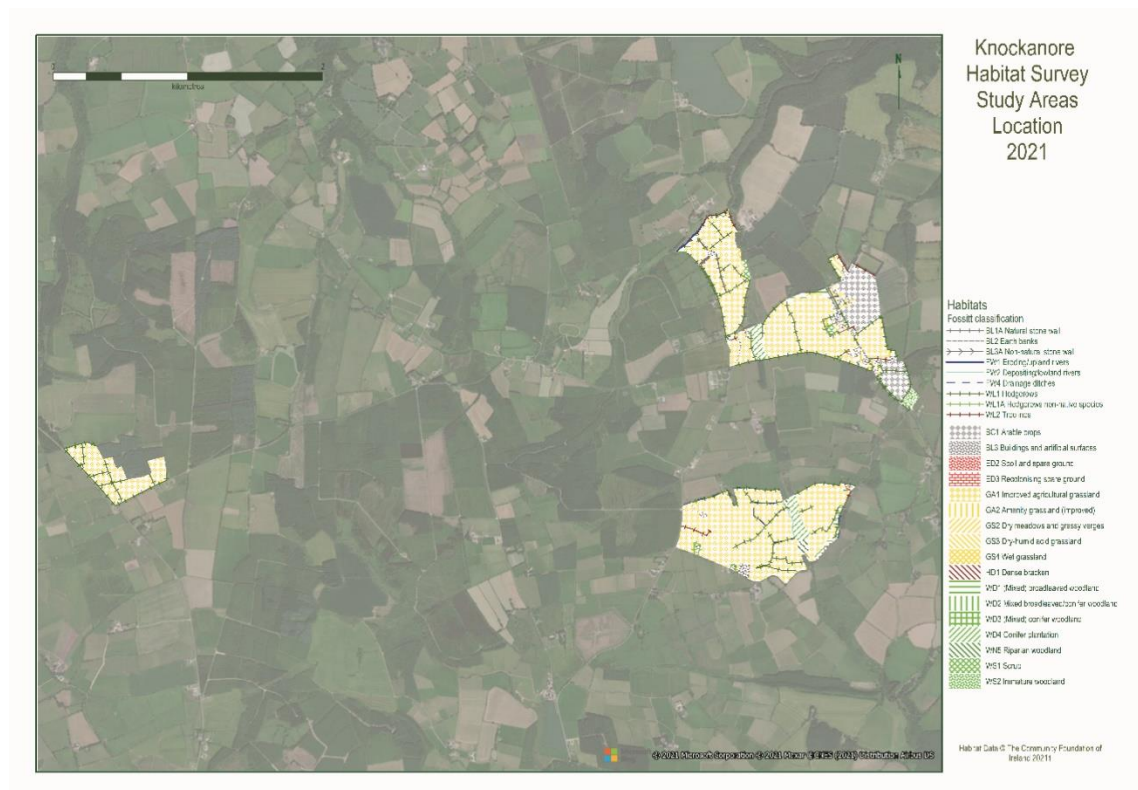 Knockanore
Habitat Survey
Study Areas
Location
2021
N
2
kilometres
Habitats
Fossitt classification
BL1A Natural stone wall
BL2 Earth banks
BL3A Non-natural stone wall
FW1 Eroding/upland rivers
FW2 Depositing/lowland rivers
FW4 Drainage ditches
WL1 Hedgerows
WL1A Hedgerows non-native species
WL2 Treelines
BC1 Arable crops
BL3 Buildings and artificial surfaces
ED2 Spoil and spare ground
ED3 Recolonising spare ground
GA1 Improved agricultural grassland
GA2 Amenity grassland (improved)
GS2 Dry meadows and grassy verges
GS3 Dry-humid acid grassland
GS4 Wet grassland
HD1 Dense bracken
WD1 (Mixed) broadleaved woodland
WD2 Mixed broadleaved/conifer woodland
WD3 (Mixed) conifer woodland
WD4 Conifer plantation
WN5 Riparian woodland
WS1 Scrub
WS2 Immature woodland
© 2021 Microsoft Corporation © 2021 Maxar ©CNES (2021) Distribution Airbus DS
Habitat Data © The Community Foundation of
Ireland 2021